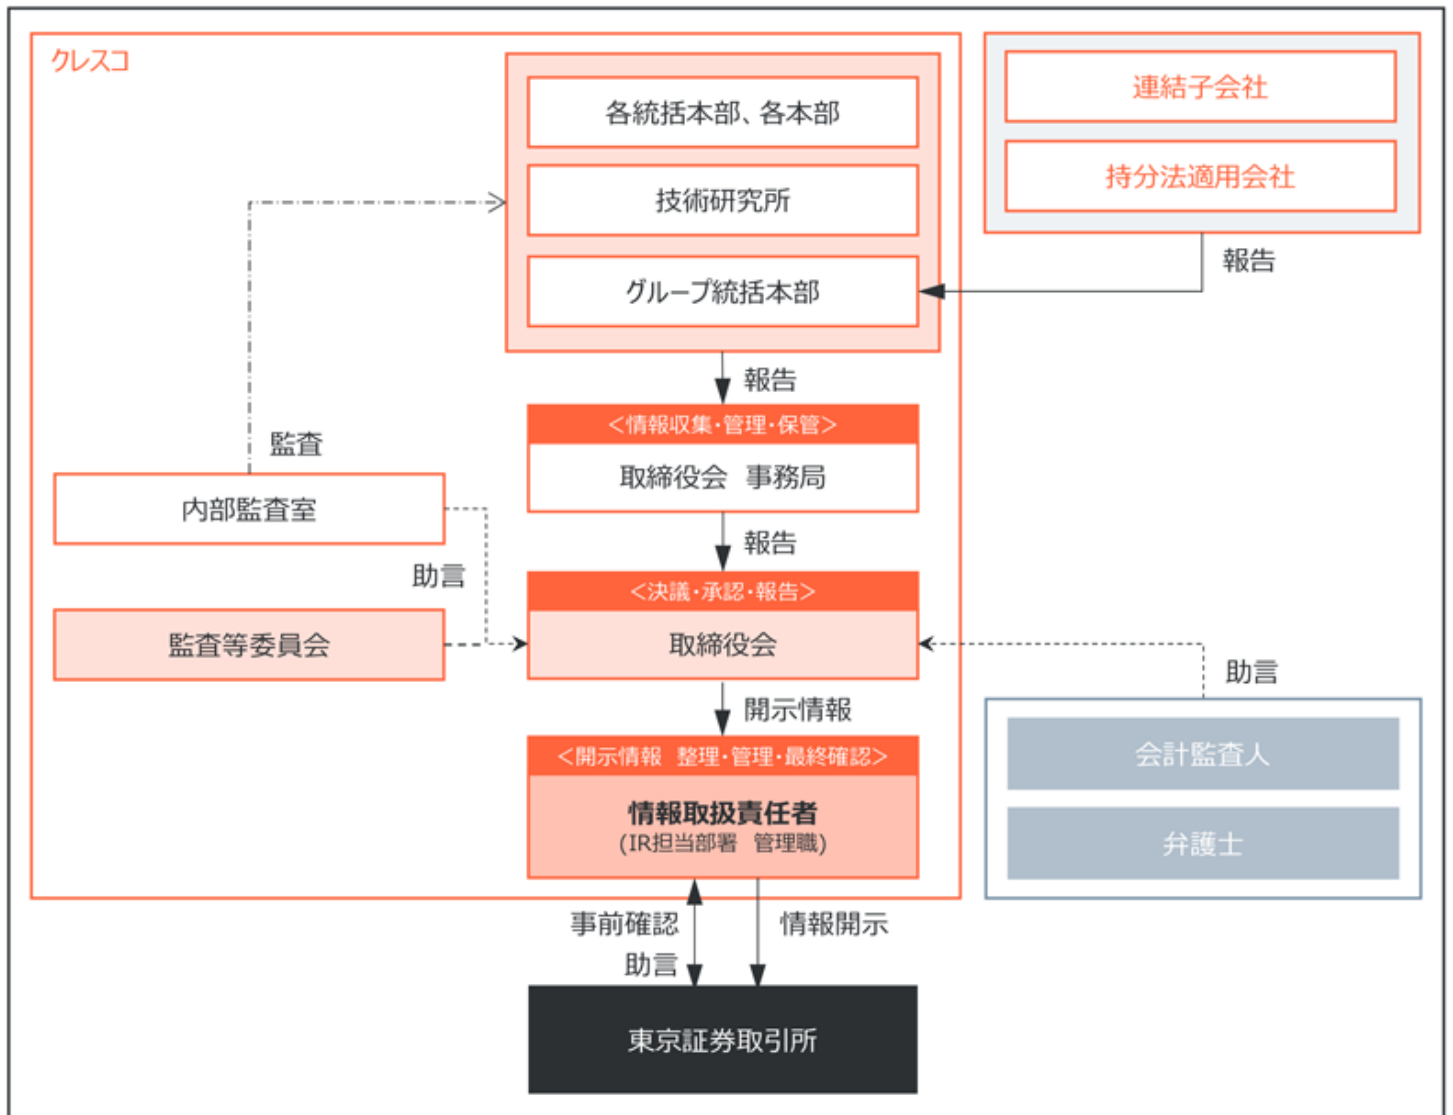 クレスコ
各統括本部、各本部
技術研究所
グループ統括本部
連結子会社
持分法適用会社
報告
報告
＜情報収集・管理・保管＞
取締役会　事務局
監査
内部監査室
報告
助言
＜決議・承認・報告＞
取締役会
監査等委員会
助言
開示情報
＜開示情報　整理・管理・最終確認＞
情報取扱責任者
(IR担当部署　管理職)
会計監査人
弁護士
事前確認
助言
情報開示
東京証券取引所